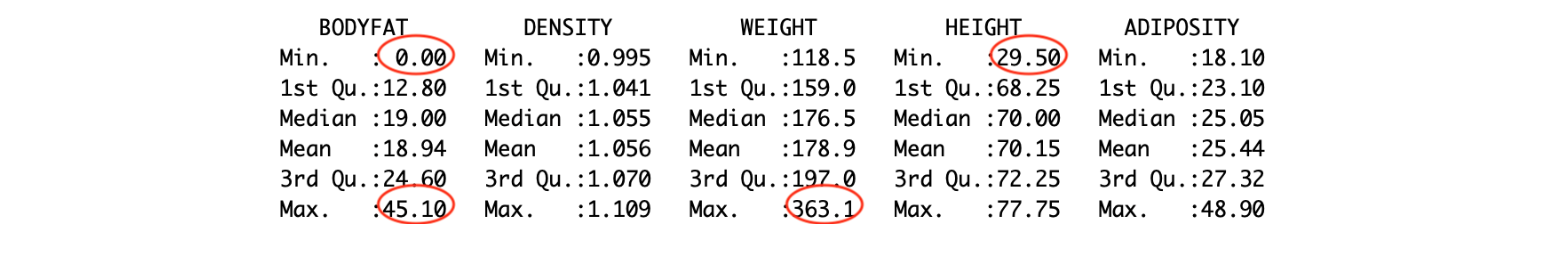 BODYFAT DENSITY WEIGHT HEIGHT ADIPOSITY
Min. : 0.00 Min. :0.995 Min. :118.5 Min. :29.50 Min. :18.10
1st Qu.:12.80 1st Qu.:1.041 1st Qu.:159.0 1st Qu.:68.25 1st Qu.:23.10
Median :19.00 Median :1.055 Median :176.5 Median :70.00 Median :25.05
Mean :18.94 Mean :1.056 Mean :178.9 Mean :70.15 Mean :25.44
3rd Qu.:24.60 3rd Qu.:1.070 3rd Qu.:197.0 3rd Qu.:72.25 3rd Qu.:27.32
Max. :45.10 Max. :1.109 Max. :363.1 Max. :77.75 Max. :48.90